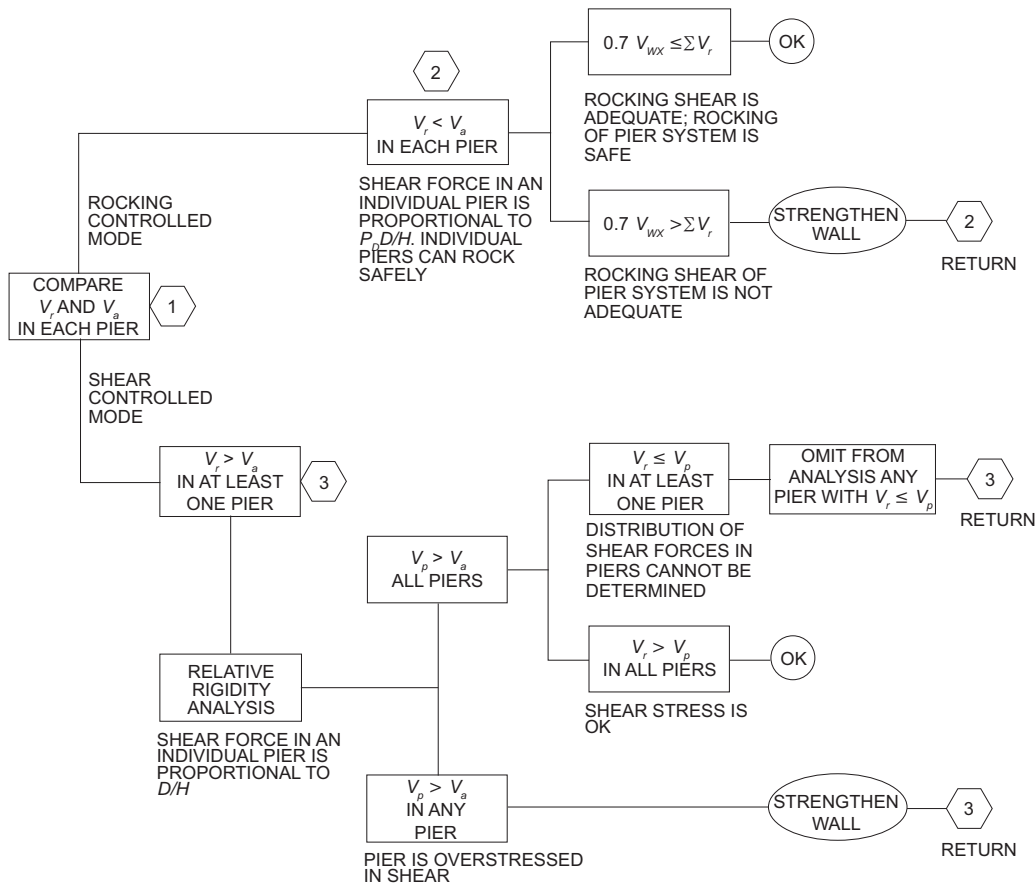 2
V_r < V_a
IN EACH PIER
SHEAR FORCE IN AN
INDIVIDUAL PIER IS
PROPORTIONAL TO
P_D D/H. INDIVIDUAL
PIERS CAN ROCK
SAFELY
0.7 V_WX ≤ ΣV_r
OK
ROCKING SHEAR IS
ADEQUATE; ROCKING
OF PIER SYSTEM IS
SAFE
0.7 V_WX > ΣV_r
STRENGTHEN
WALL
2
RETURN
ROCKING SHEAR OF
PIER SYSTEM IS NOT
ADEQUATE
ROCKING
CONTROLLED
MODE
COMPARE
V_r AND V_a
IN EACH PIER
1
SHEAR
CONTROLLED
MODE
V_r > V_a
IN AT LEAST
ONE PIER
3
RELATIVE
RIGIDITY
ANALYSIS
SHEAR FORCE IN AN
INDIVIDUAL PIER IS
PROPORTIONAL TO
D/H
V_p > V_a
ALL PIERS
V_r ≤ V_p
IN AT LEAST
ONE PIER
DISTRIBUTION OF
SHEAR FORCES IN
PIERS CANNOT BE
DETERMINED
OMIT FROM
ANALYSIS ANY
PIER WITH V_r ≤ V_p
3
RETURN
V_r > V_p
IN ALL PIERS
OK
SHEAR STRESS IS
OK
V_p > V_a
IN ANY
PIER
PIER IS OVERSTRESSED
IN SHEAR
STRENGTHEN
WALL
3
RETURN